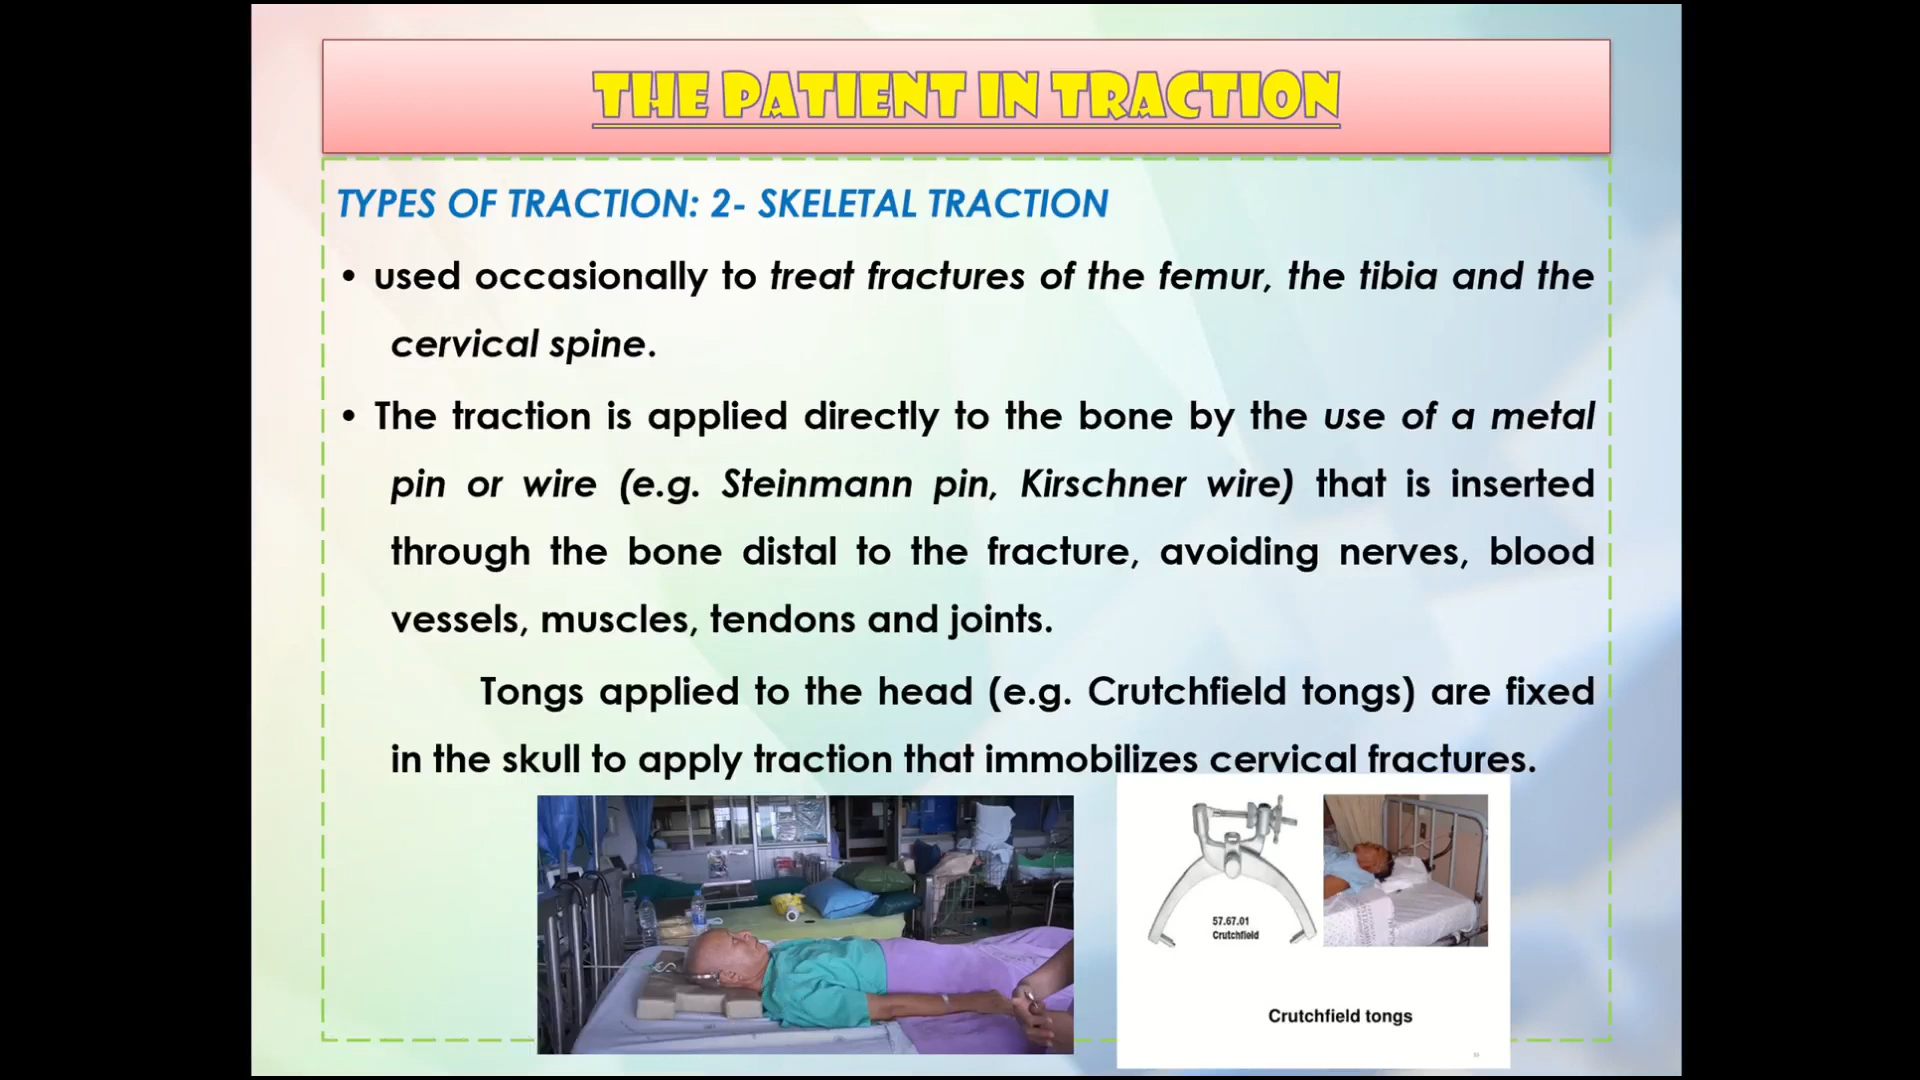 THE PATIENT IN TRACTION
TYPES OF TRACTION: 2- SKELETAL TRACTION
• used occasionally to treat fractures of the femur, the tibia and the
cervical spine.
• The traction is applied directly to the bone by the use of a metal
pin or wire (e.g. Steinmann pin, Kirschner wire) that is inserted
through the bone distal to the fracture, avoiding nerves, blood
vessels, muscles, tendons and joints.
Tongs applied to the head (e.g. Crutchfield tongs) are fixed
in the skull to apply traction that immobilizes cervical fractures.
57.67.01
Crutchfield
Crutchfield tongs